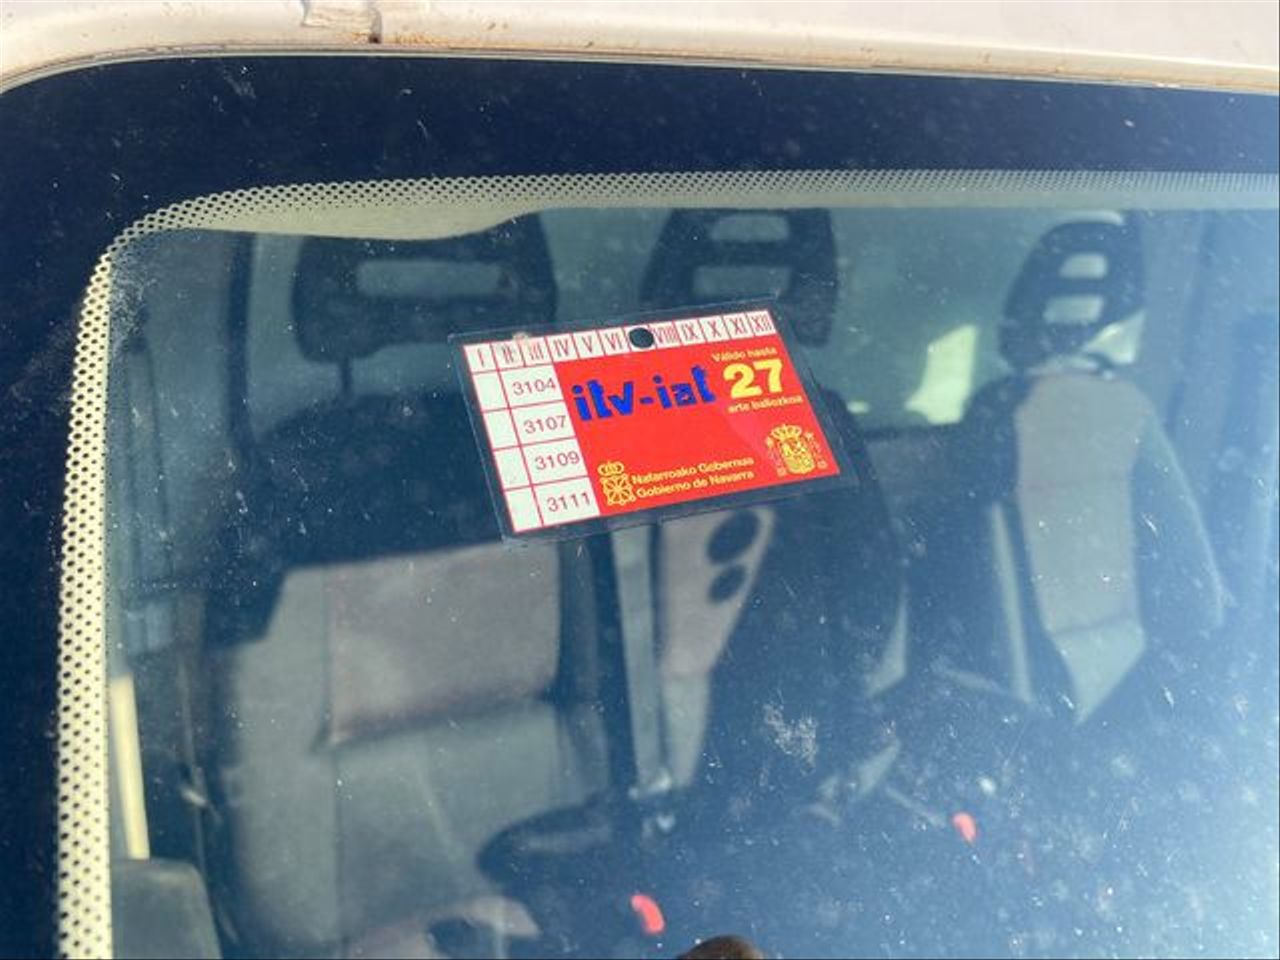 I II III IV V VI VIII IX X XI XII
3104
3107
3109
3111
itv-iat
Válido hasta
27
arte baliozkoa
Nafarroako Gobernua
Gobierno de Navarra